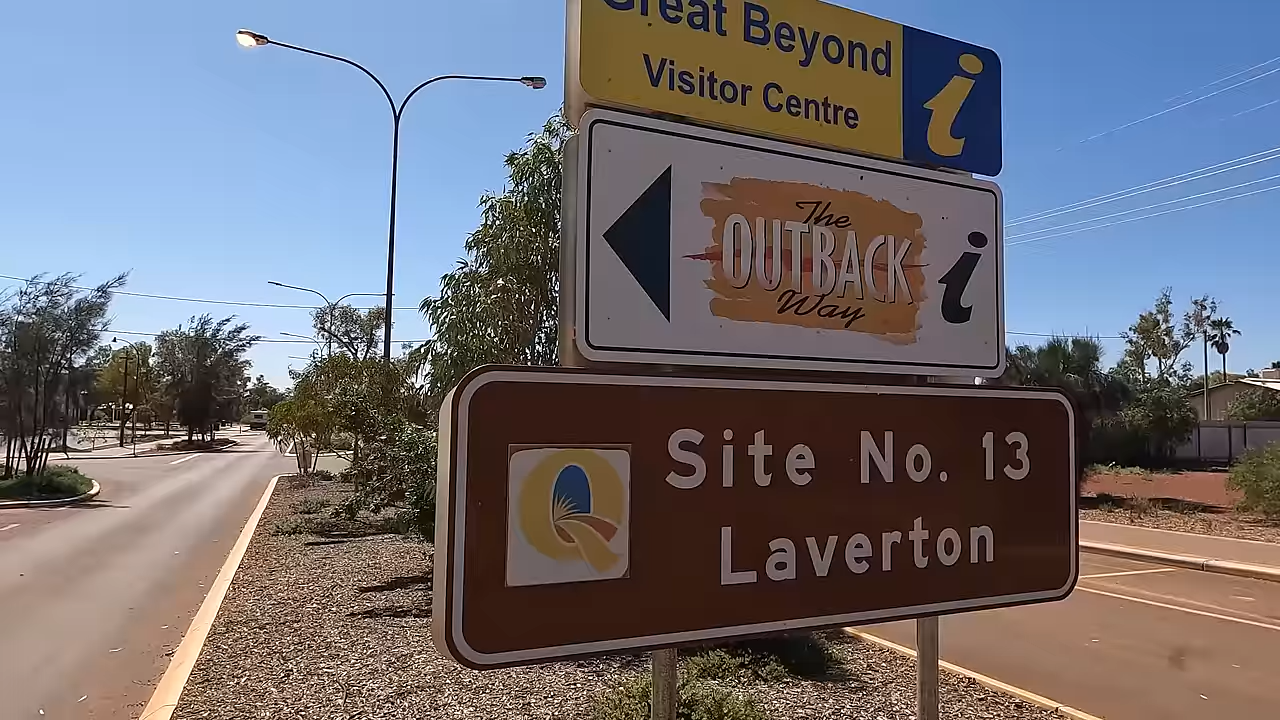 Great Beyond
Visitor Centre
i
The
OUTBACK
Way
i
Site No. 13
Laverton